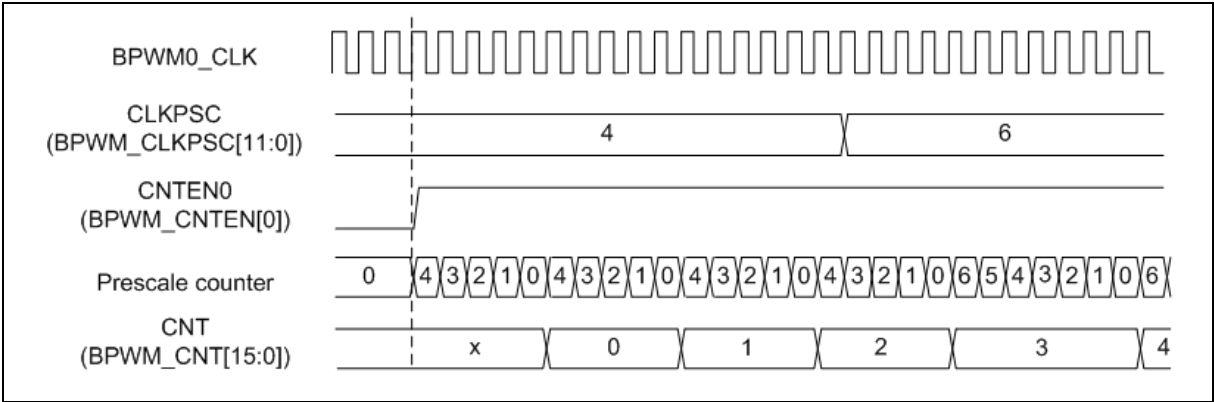 BPWM0_CLK
CLKPSC
(BPWM_CLKPSC[11:0])
4 6
CNTEN0
(BPWM_CNTEN[0])
Prescale counter
0 4 3 2 1 0 4 3 2 1 0 4 3 2 1 0 4 3 2 1 0 6 5 4 3 2 1 0 6
CNT
(BPWM_CNT[15:0])
x 0 1 2 3 4